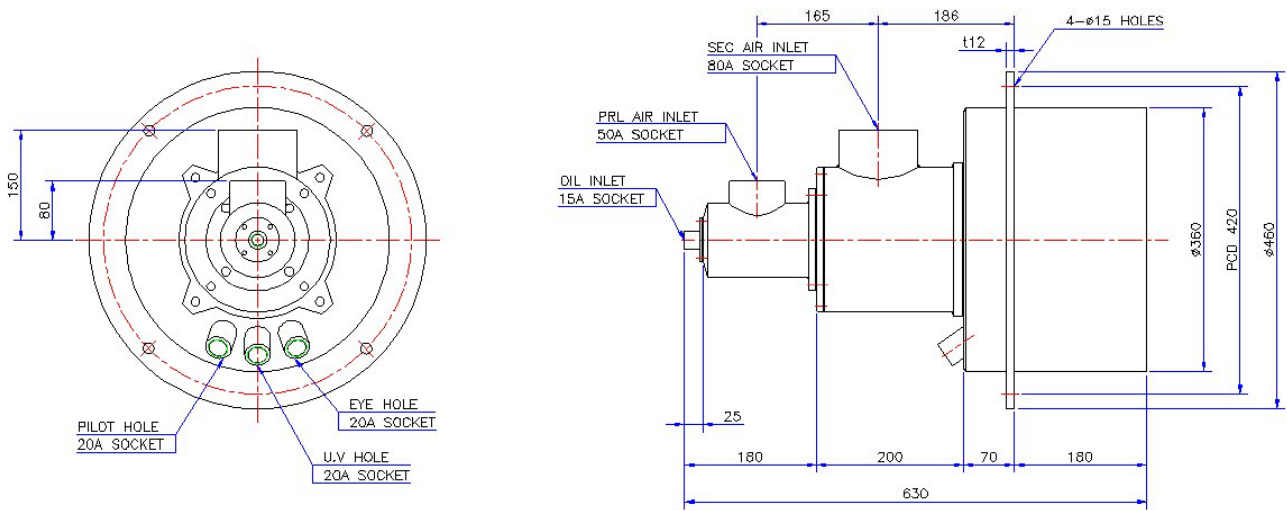 150
80
PILOT HOLE
20A SOCKET
EYE HOLE
20A SOCKET
U.V HOLE
20A SOCKET
165
186
4-ø15 HOLES
SEC AIR INLET
80A SOCKET
t12
PRL AIR INLET
50A SOCKET
OIL INLET
15A SOCKET
ø360
PCD 420
ø460
25
180
200
70
180
630